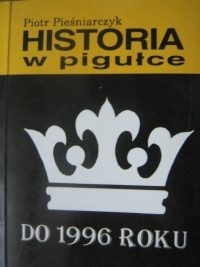 Piotr Pieśniarczyk
HISTORIA
w pigułce
DO 1996 ROKU